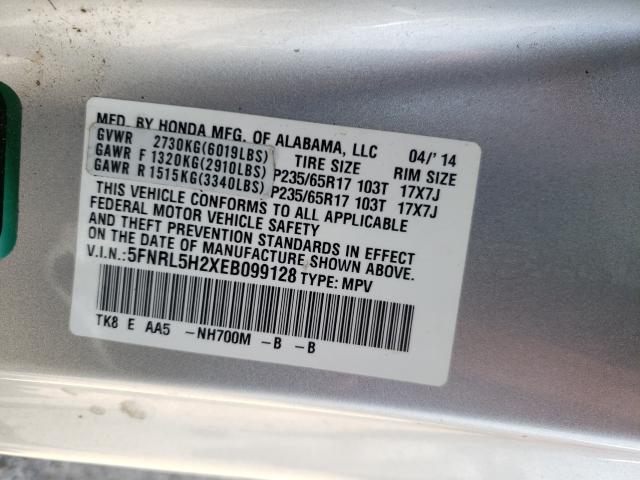 MFD. BY HONDA MFG. OF ALABAMA, LLC 04/' 14
GVWR 2730KG(6019LBS) TIRE SIZE RIM SIZE
GAWR F 1320KG(2910LBS) P235/65R17 103T 17X7J
GAWR R 1515KG(3340LBS) P235/65R17 103T 17X7J
THIS VEHICLE CONFORMS TO ALL APPLICABLE
FEDERAL MOTOR VEHICLE SAFETY
AND THEFT PREVENTION STANDARDS IN EFFECT
ON THE DATE OF MANUFACTURE SHOWN ABOVE.
V.I.N.:5FNRL5H2XEB099128 TYPE: MPV
TK8 E AA5 -NH700M -B -B